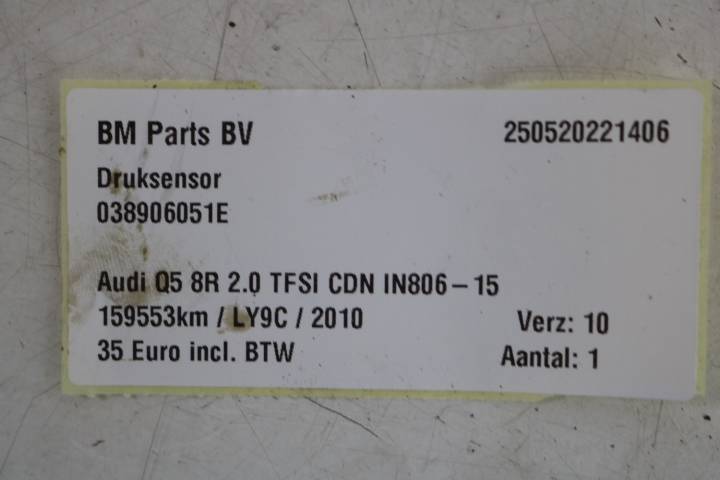 BM Parts BV 250520221406
Druksensor
038906051E
Audi Q5 8R 2.0 TFSI CDN IN806-15
159553km / LY9C / 2010 Verz: 10
35 Euro incl. BTW Aantal: 1